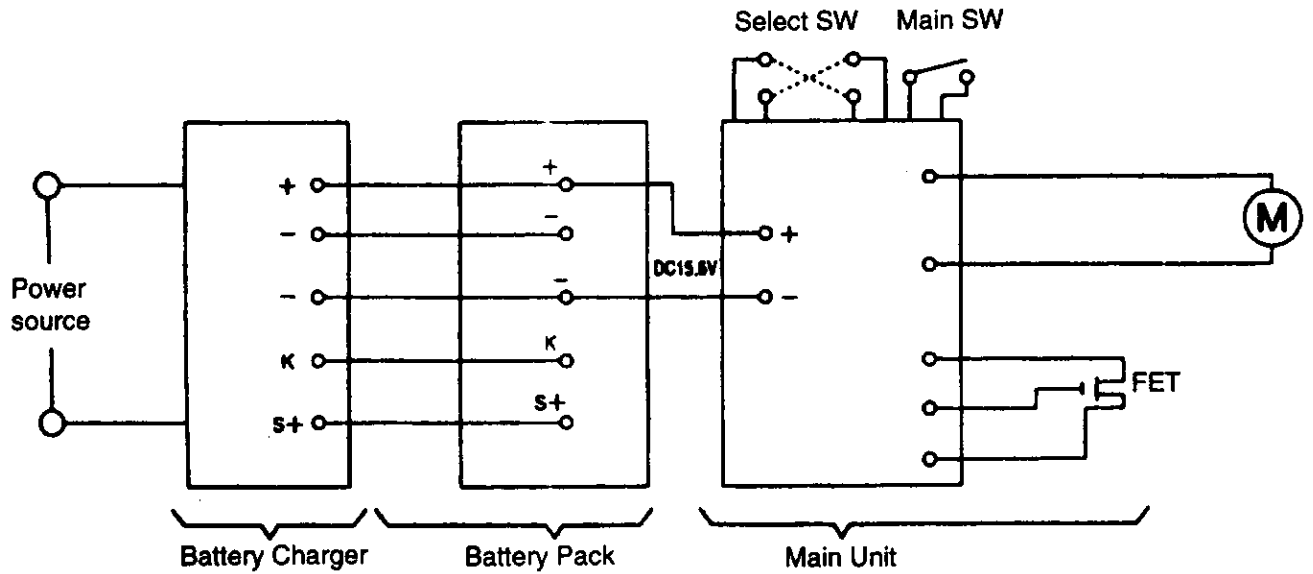 Select SW Main SW
+ +
- - +
DC15.6V
- - -
Power
source
K K
S+ S+
M
FET
Battery Charger Battery Pack Main Unit